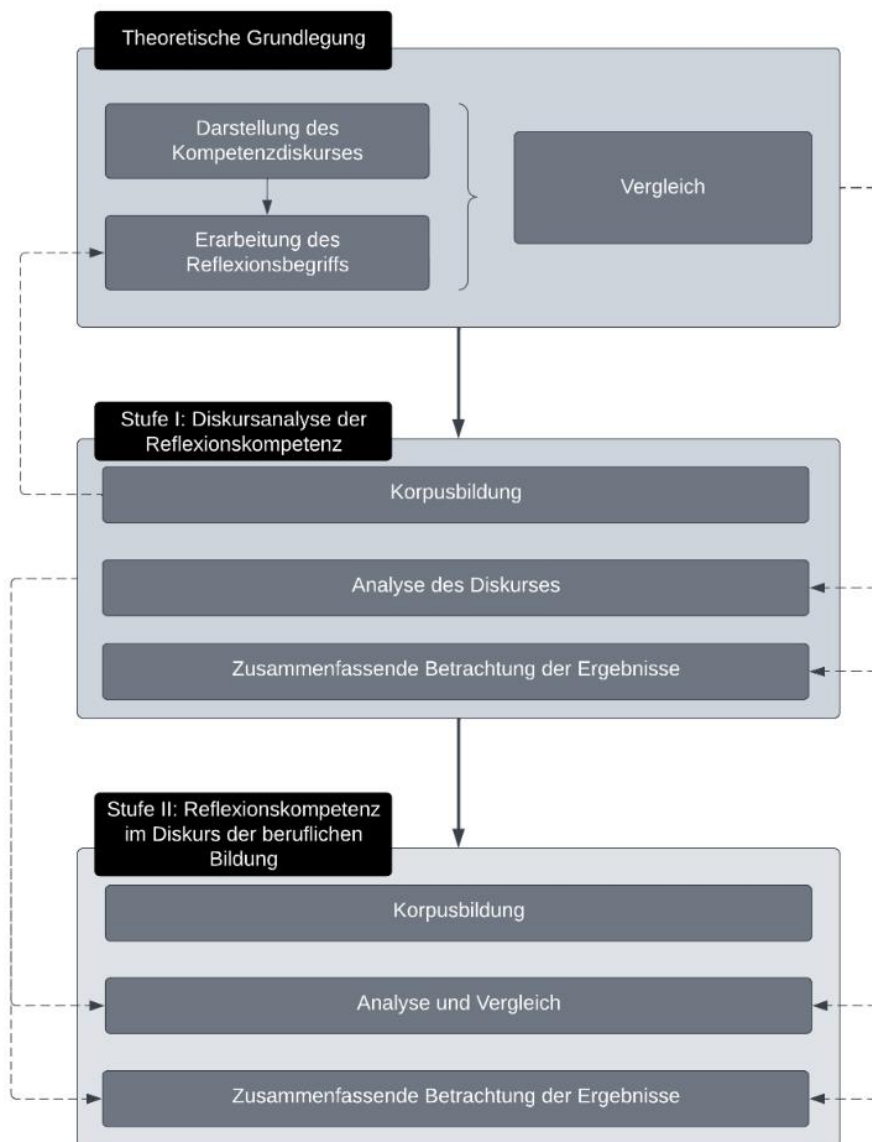 Theoretische Grundlegung
Darstellung des
Kompetenzdiskurses
Erarbeitung des
Reflexionsbegriffs
Vergleich
Stufe I: Diskursanalyse der
Reflexionskompetenz
Korpusbildung
Analyse des Diskurses
Zusammenfassende Betrachtung der Ergebnisse
Stufe II: Reflexionskompetenz
im Diskurs der beruflichen
Bildung
Korpusbildung
Analyse und Vergleich
Zusammenfassende Betrachtung der Ergebnisse